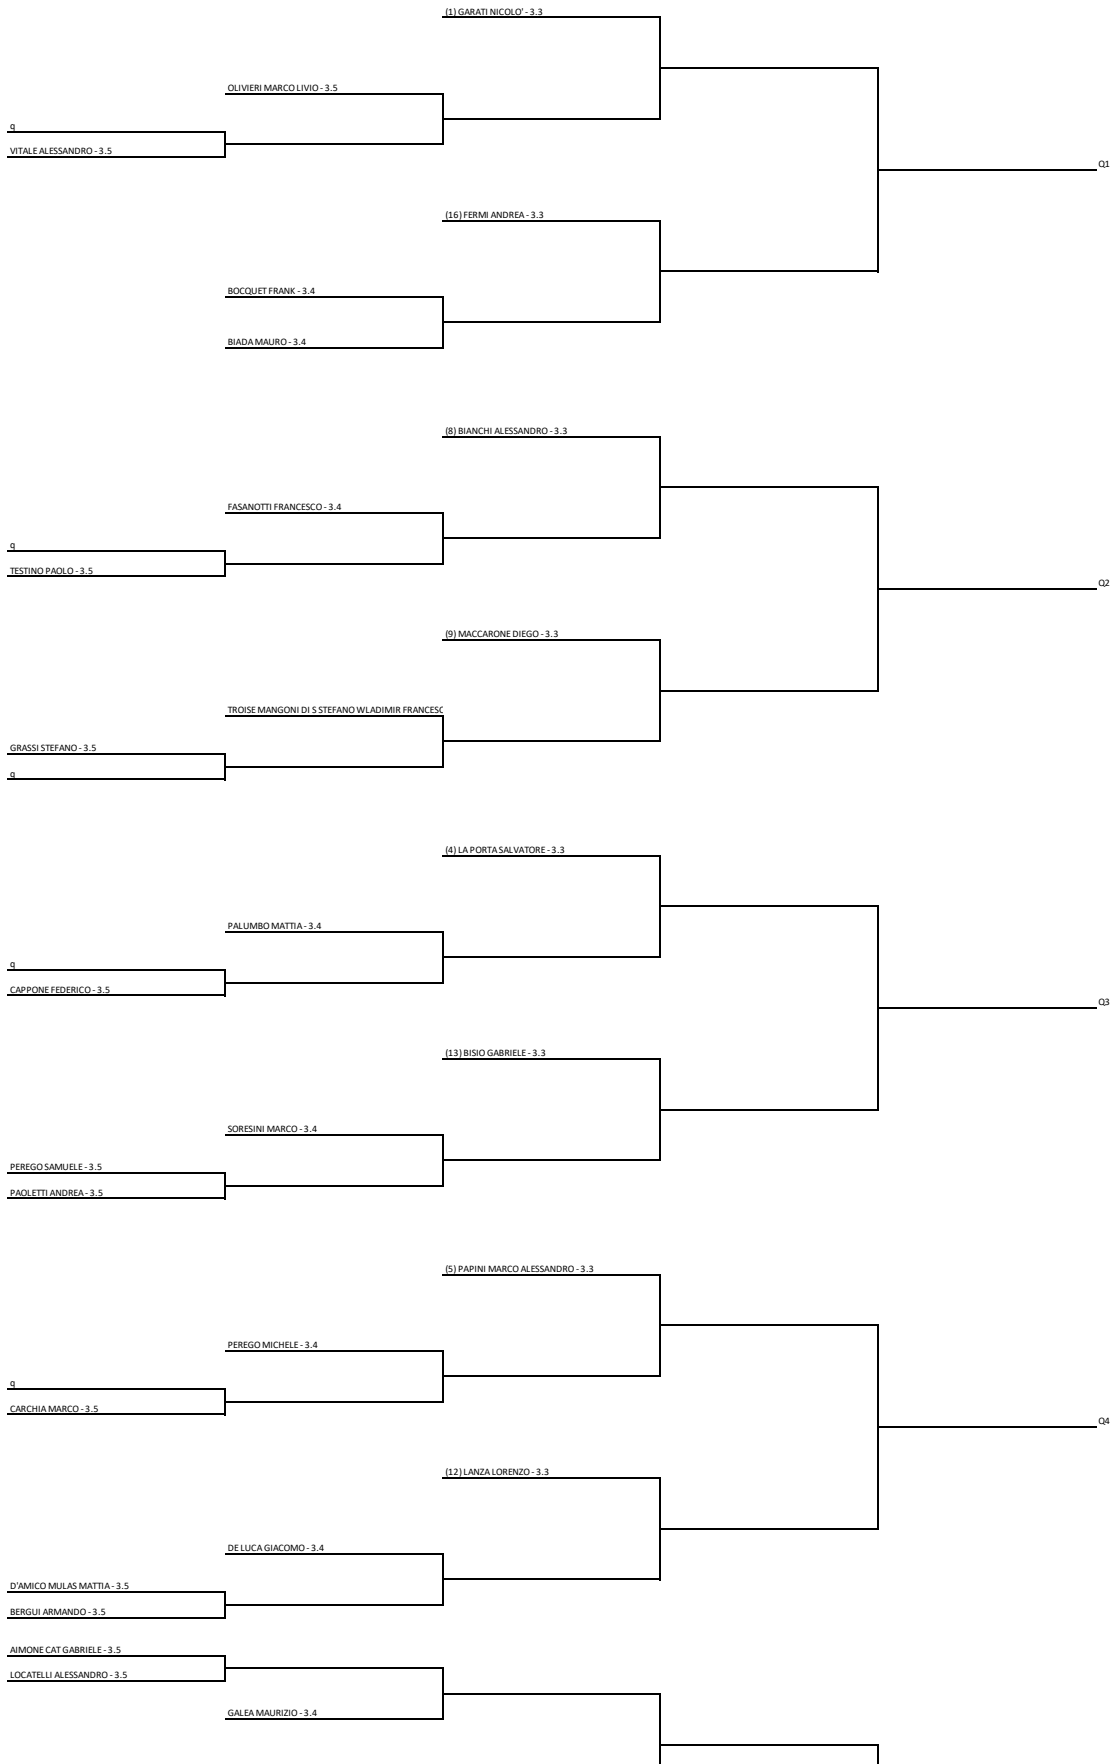 (1) GARATI NICOLO' - 3.3
OLIVIERI MARCO LIVIO - 3.5
q
VITALE ALESSANDRO - 3.5
Q1
(16) FERMI ANDREA - 3.3
BOCQUET FRANK - 3.4
BIADA MAURO - 3.4
(8) BIANCHI ALESSANDRO - 3.3
FASANOTTI FRANCESCO - 3.4
q
TESTINO PAOLO - 3.5
Q2
(9) MACCARONE DIEGO - 3.3
TROISE MANGONI DI S STEFANO WLADIMIR FRANCESC
GRASSI STEFANO - 3.5
q
(4) LA PORTA SALVATORE - 3.3
PALUMBO MATTIA - 3.4
q
CAPPONE FEDERICO - 3.5
Q3
(13) BISIO GABRIELE - 3.3
SORESINI MARCO - 3.4
PEREGO SAMUELE - 3.5
PAOLETTI ANDREA - 3.5
(5) PAPINI MARCO ALESSANDRO - 3.3
PEREGO MICHELE - 3.4
q
CARCHIA MARCO - 3.5
Q4
(12) LANZA LORENZO - 3.3
DE LUCA GIACOMO - 3.4
D'AMICO MULAS MATTIA - 3.5
BERGUI ARMANDO - 3.5
AIMONE CAT GABRIELE - 3.5
LOCATELLI ALESSANDRO - 3.5
GALEA MAURIZIO - 3.4